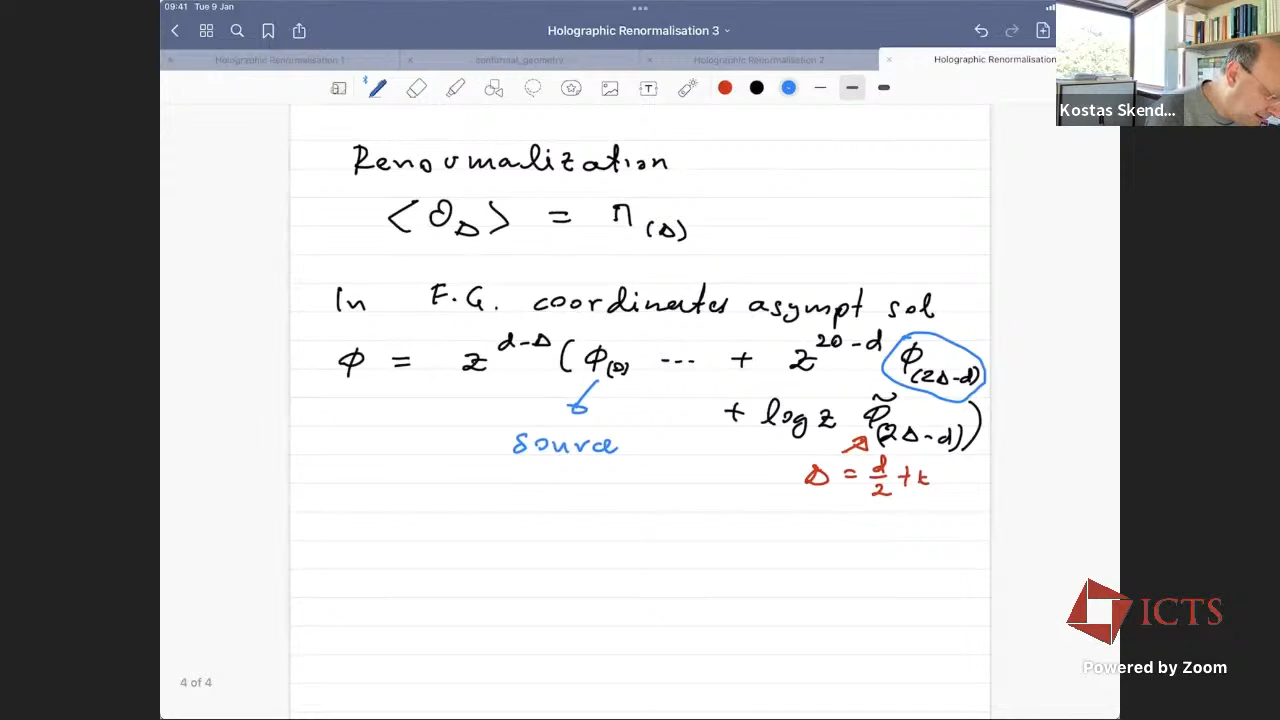 09:41 Tue 9 Jan
Holographic Renormalisation 3
Holographic Renormalisation 1
conformal_geometry
Holographic Renormalisation 2
Holographic Renormalisation
Kostas Skend...
Renormalization
<O_Δ> = π_(Δ)
In F.G. coordinates asympt sol
φ = z^{d-Δ} (φ_(0) ... + z^{2Δ-d} φ_(2Δ-d)
+ log z φ̃_(2Δ-d))
source
Δ = d/2 + k
4 of 4
ICTS
Powered by Zoom